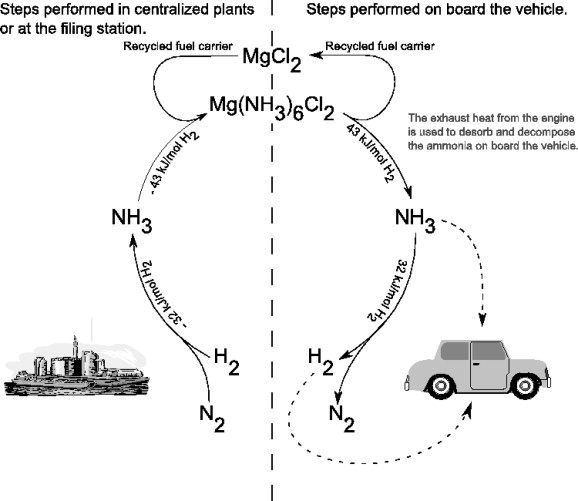 Steps performed in centralized plants
or at the filing station.
Steps performed on board the vehicle.
Recycled fuel carrier
MgCl2
Recycled fuel carrier
Mg(NH3)6Cl2
The exhaust heat from the engine
is used to desorb and decompose
the ammonia on board the vehicle.
- 43 kJ/mol H2
43 kJ/mol H2
NH3
NH3
- 32 kJ/mol H2
32 kJ/mol H2
H2
H2
N2
N2